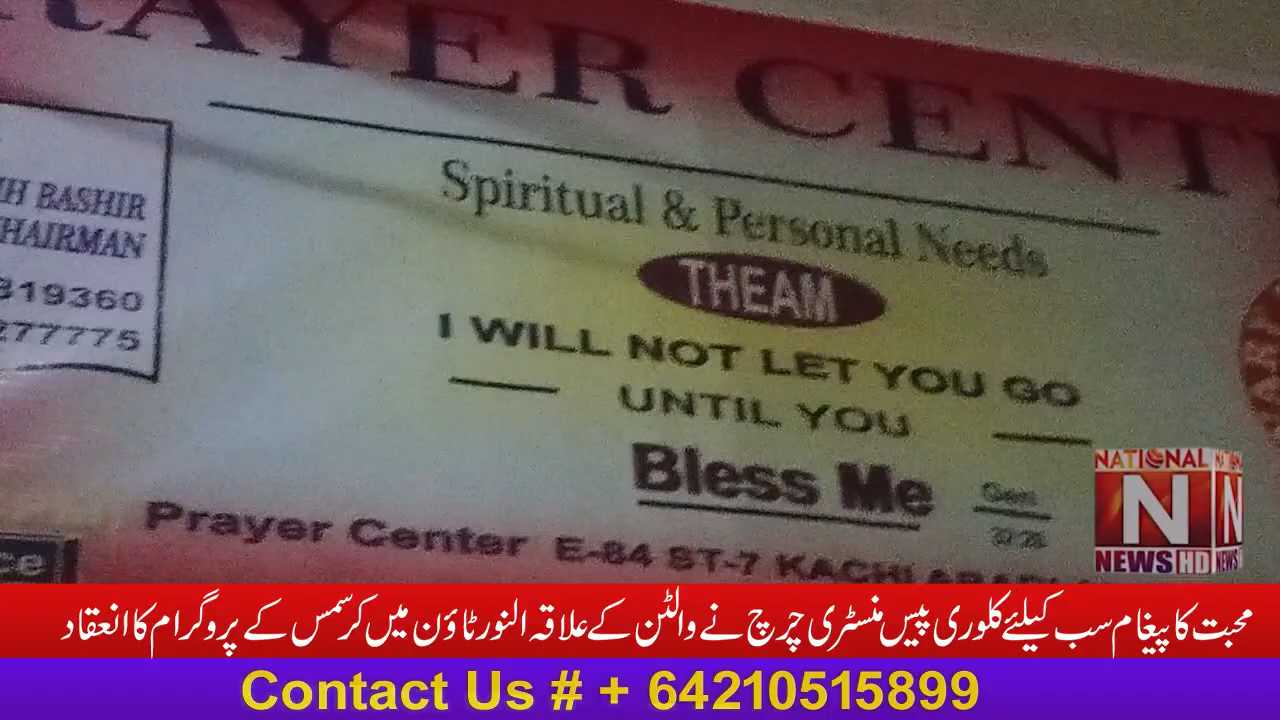 RAYER CENT
Spiritual & Personal Needs
THEAM
I WILL NOT LET YOU GO
UNTIL YOU
Bless Me
Gen
BASHIR
HAIRMAN
319360
277775
Prayer Center E-84 ST-7 KACHI
NATIONAL
N
NEWS HD
محبت کا پیغام سب کیلئے کلوری پیس منسٹری چرچ نے والٹن کے علاقہ النور ٹاؤن میں کرسمس کے پروگرام کا انعقاد
Contact Us # + 64210515899